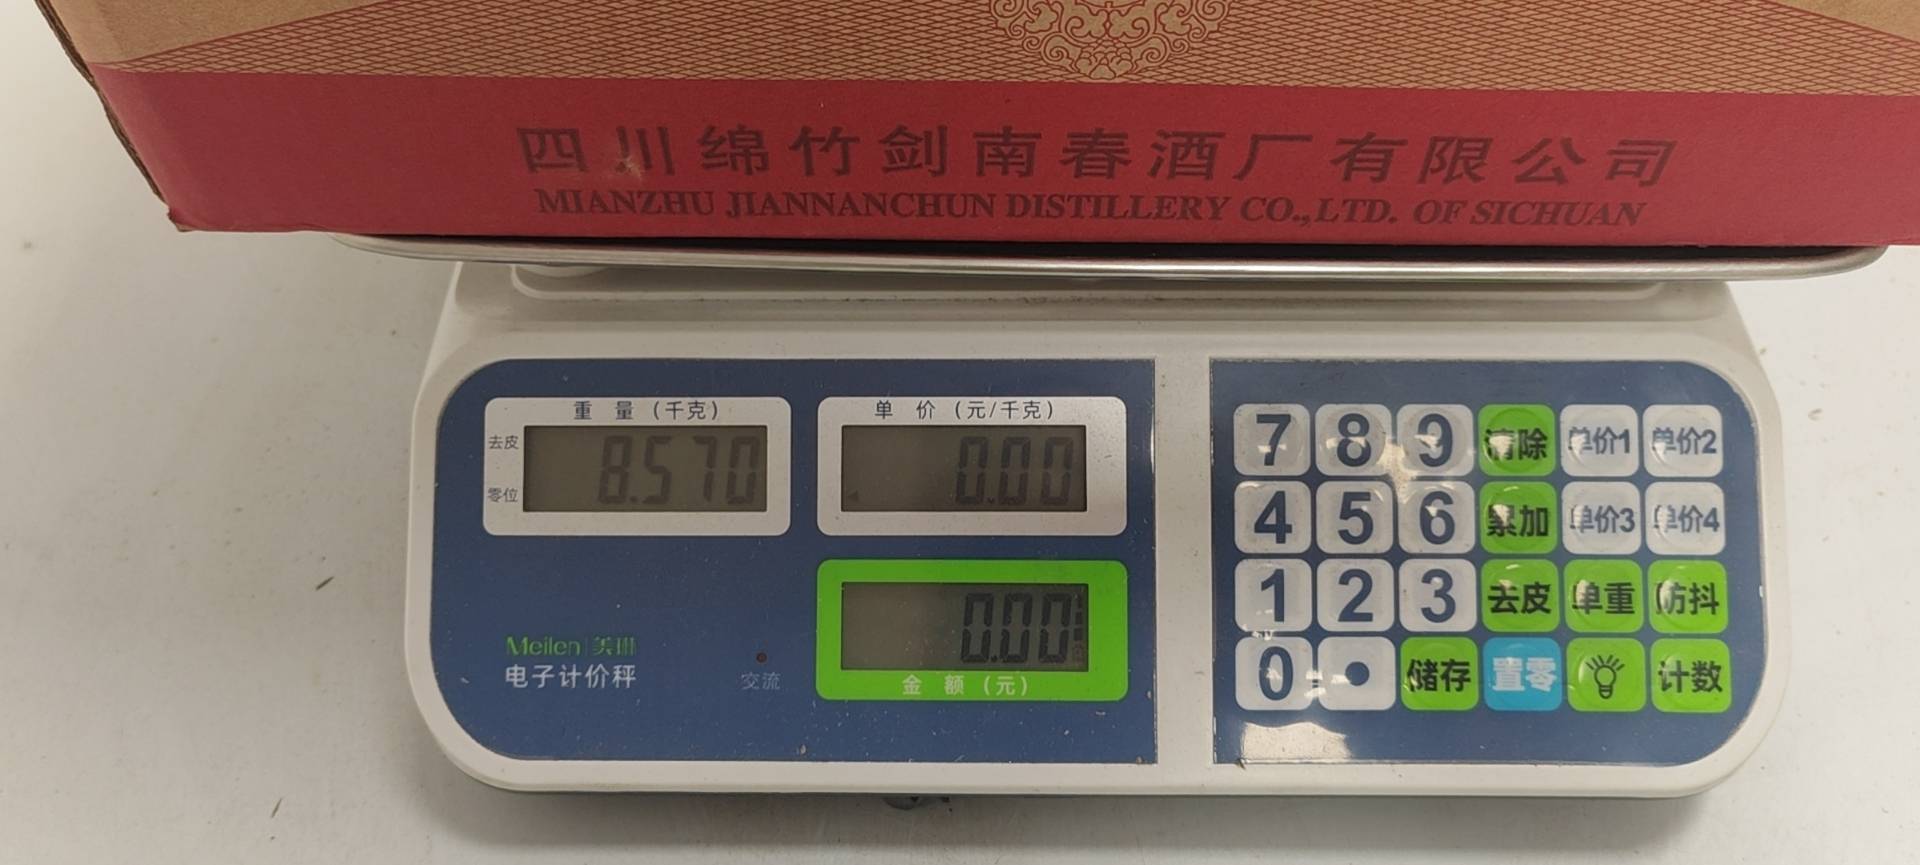 四川绵竹剑南春酒厂有限公司
MIANZHU JIANNANCHUN DISTILLERY CO.,LTD. OF SICHUAN
重 量 (千克)
去皮
零位
8.570
单 价 (元/千克)
0.00
0.00
金 额 (元)
Meilen 美琳
电子计价秤
交流
7 8 9 清除 单价1 单价2
4 5 6 累加 单价3 单价4
1 2 3 去皮 单重 防抖
0 . 储存 置零 计数